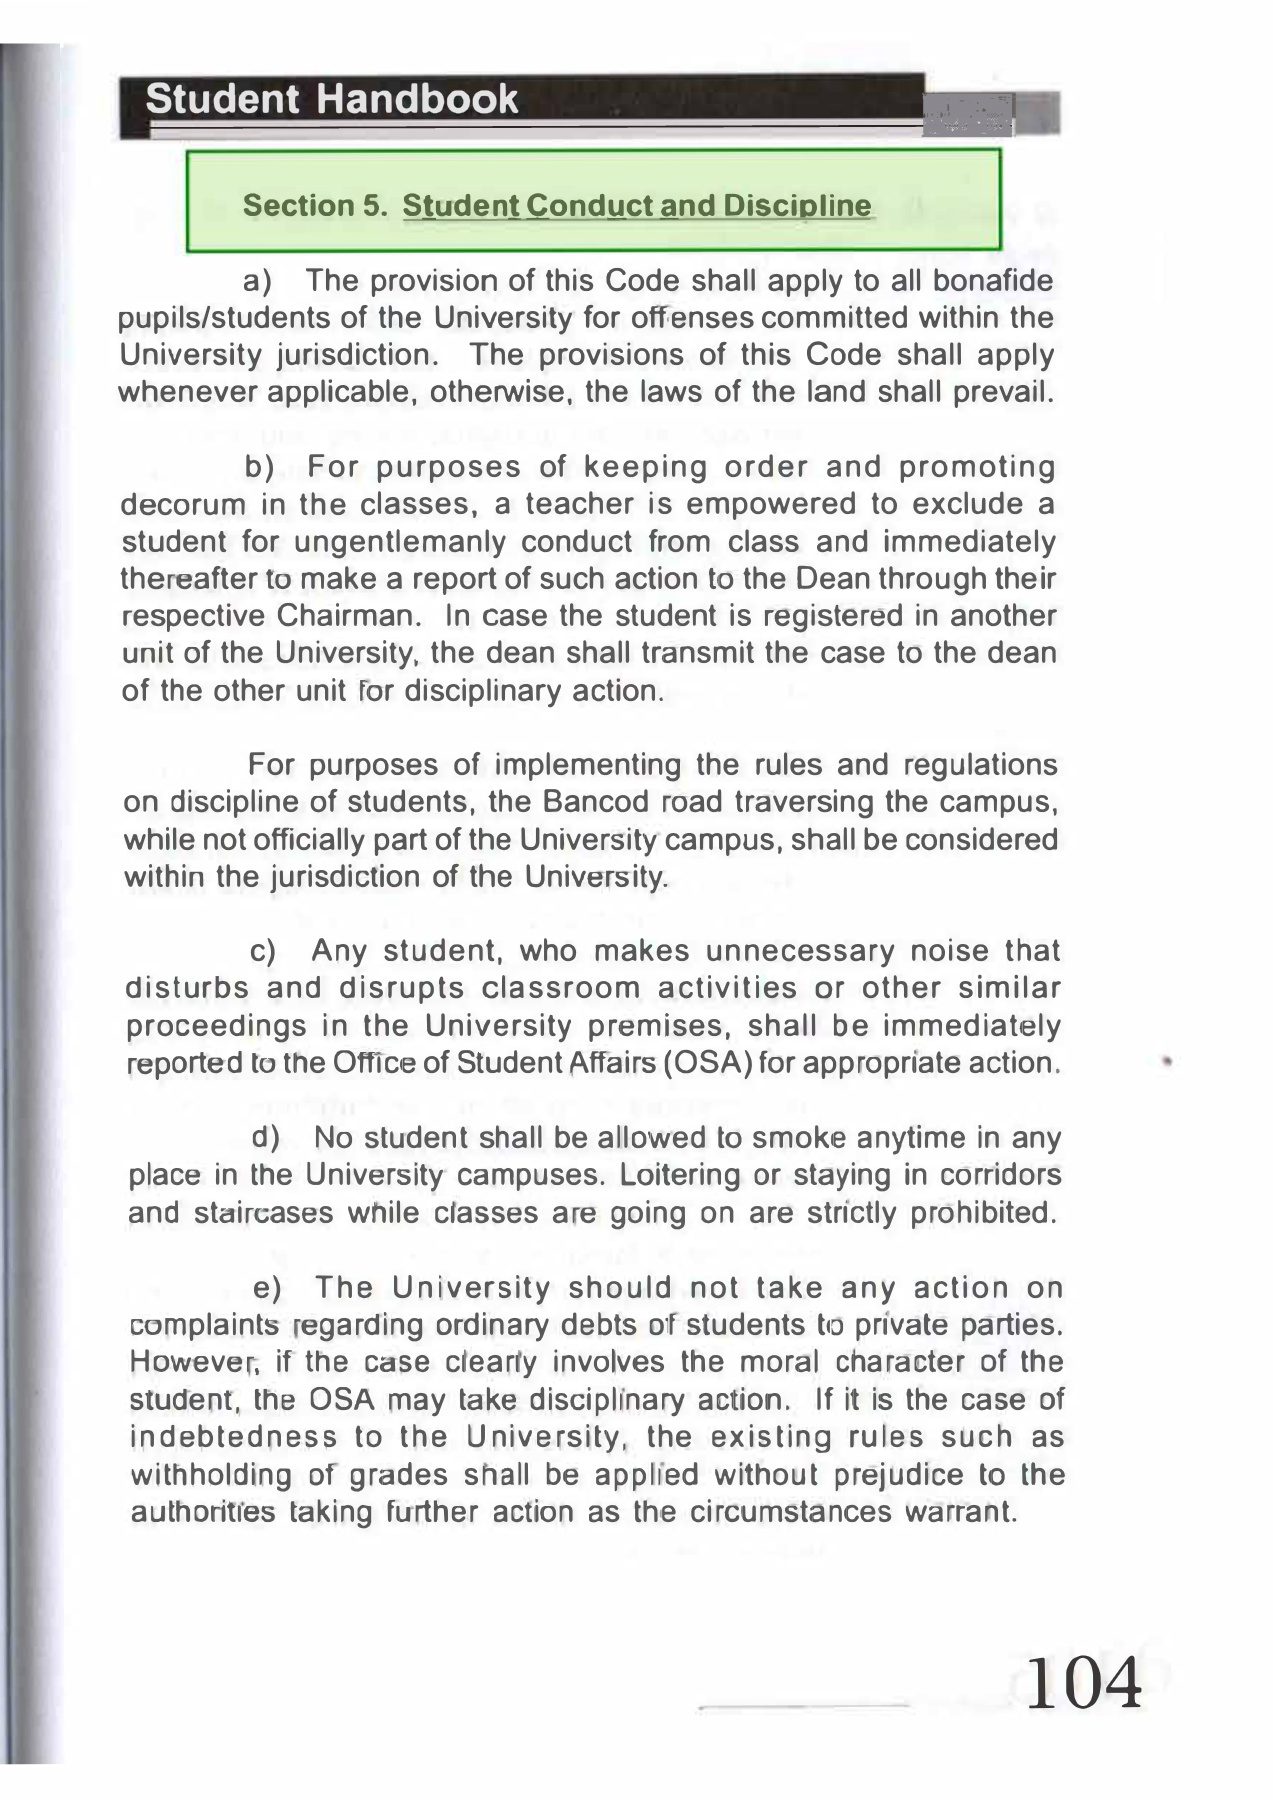 Student Handbook
Section 5. Student Conduct and Discipline
a) The provision of this Code shall apply to all bonafide
pupils/students of the University for offenses committed within the
University jurisdiction. The provisions of this Code shall apply
whenever applicable, otherwise, the laws of the land shall prevail.
b) For purposes of keeping order and promoting
decorum in the classes, a teacher is empowered to exclude a
student for ungentlemanly conduct from class and immediately
thereafter to make a report of such action to the Dean through their
respective Chairman. In case the student is registered in another
unit of the University, the dean shall transmit the case to the dean
of the other unit for disciplinary action.
For purposes of implementing the rules and regulations
on discipline of students, the Bancod road traversing the campus,
while not officially part of the University campus, shall be considered
within the jurisdiction of the University.
c) Any student, who makes unnecessary noise that
disturbs and disrupts classroom activities or other similar
proceedings in the University premises, shall be immediately
reported to the Office of Student Affairs (OSA) for appropriate action.
d) No student shall be allowed to smoke anytime in any
place in the University campuses. Loitering or staying in corridors
and staircases while classes are going on are strictly prohibited.
e) The University should not take any action on
complaints regarding ordinary debts of students to private parties.
However, if the case clearly involves the moral character of the
student, the OSA may take disciplinary action. If it is the case of
indebtedness to the University, the existing rules such as
withholding of grades shall be applied without prejudice to the
authorities taking further action as the circumstances warrant.
104